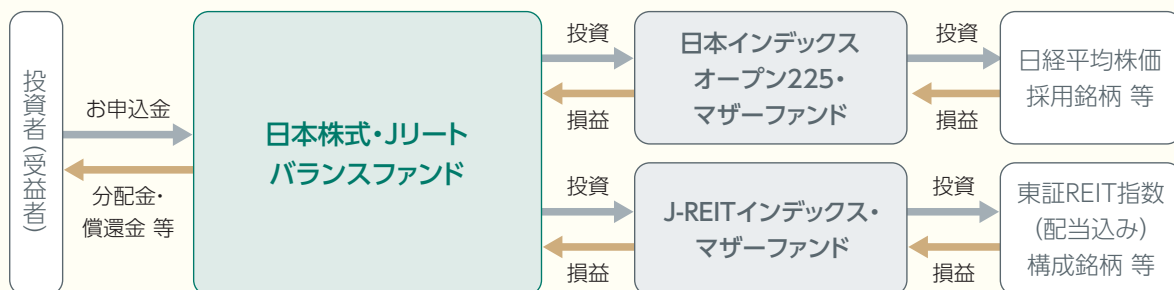 投資者(受益者)
お申込金
分配金・
償還金 等
日本株式・Jリート
バランスファンド
投資
損益
日本インデックス
オープン225・
マザーファンド
投資
損益
日経平均株価
採用銘柄 等
投資
損益
J-REITインデックス・
マザーファンド
投資
損益
東証REIT指数
(配当込み)
構成銘柄 等